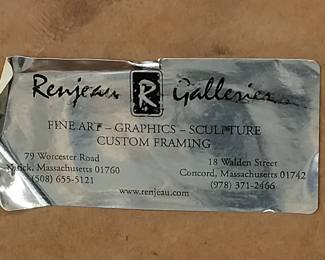 Renjeau R Galleries
FINE ART – GRAPHICS – SCULPTURE
CUSTOM FRAMING
79 Worcester Road 18 Walden Street
Massachusetts 01760 Concord, Massachusetts 01742
(508) 655-5121 (978) 371-2466
www.renjeau.com